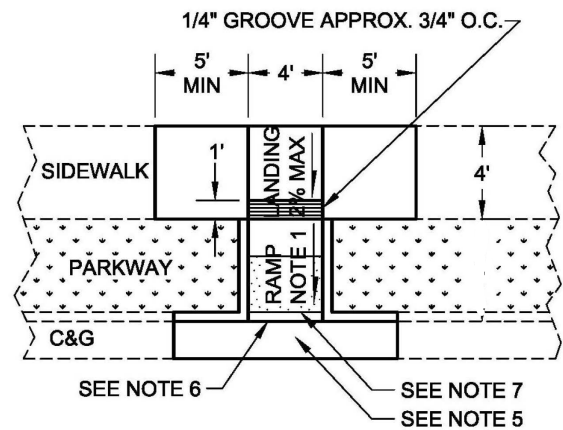 1/4" GROOVE APPROX. 3/4" O.C.
5'
MIN
4'
5'
MIN
SIDEWALK
1'
LANDING
2% MAX
4'
PARKWAY
RAMP
NOTE 1
C&G
SEE NOTE 6
SEE NOTE 7
SEE NOTE 5